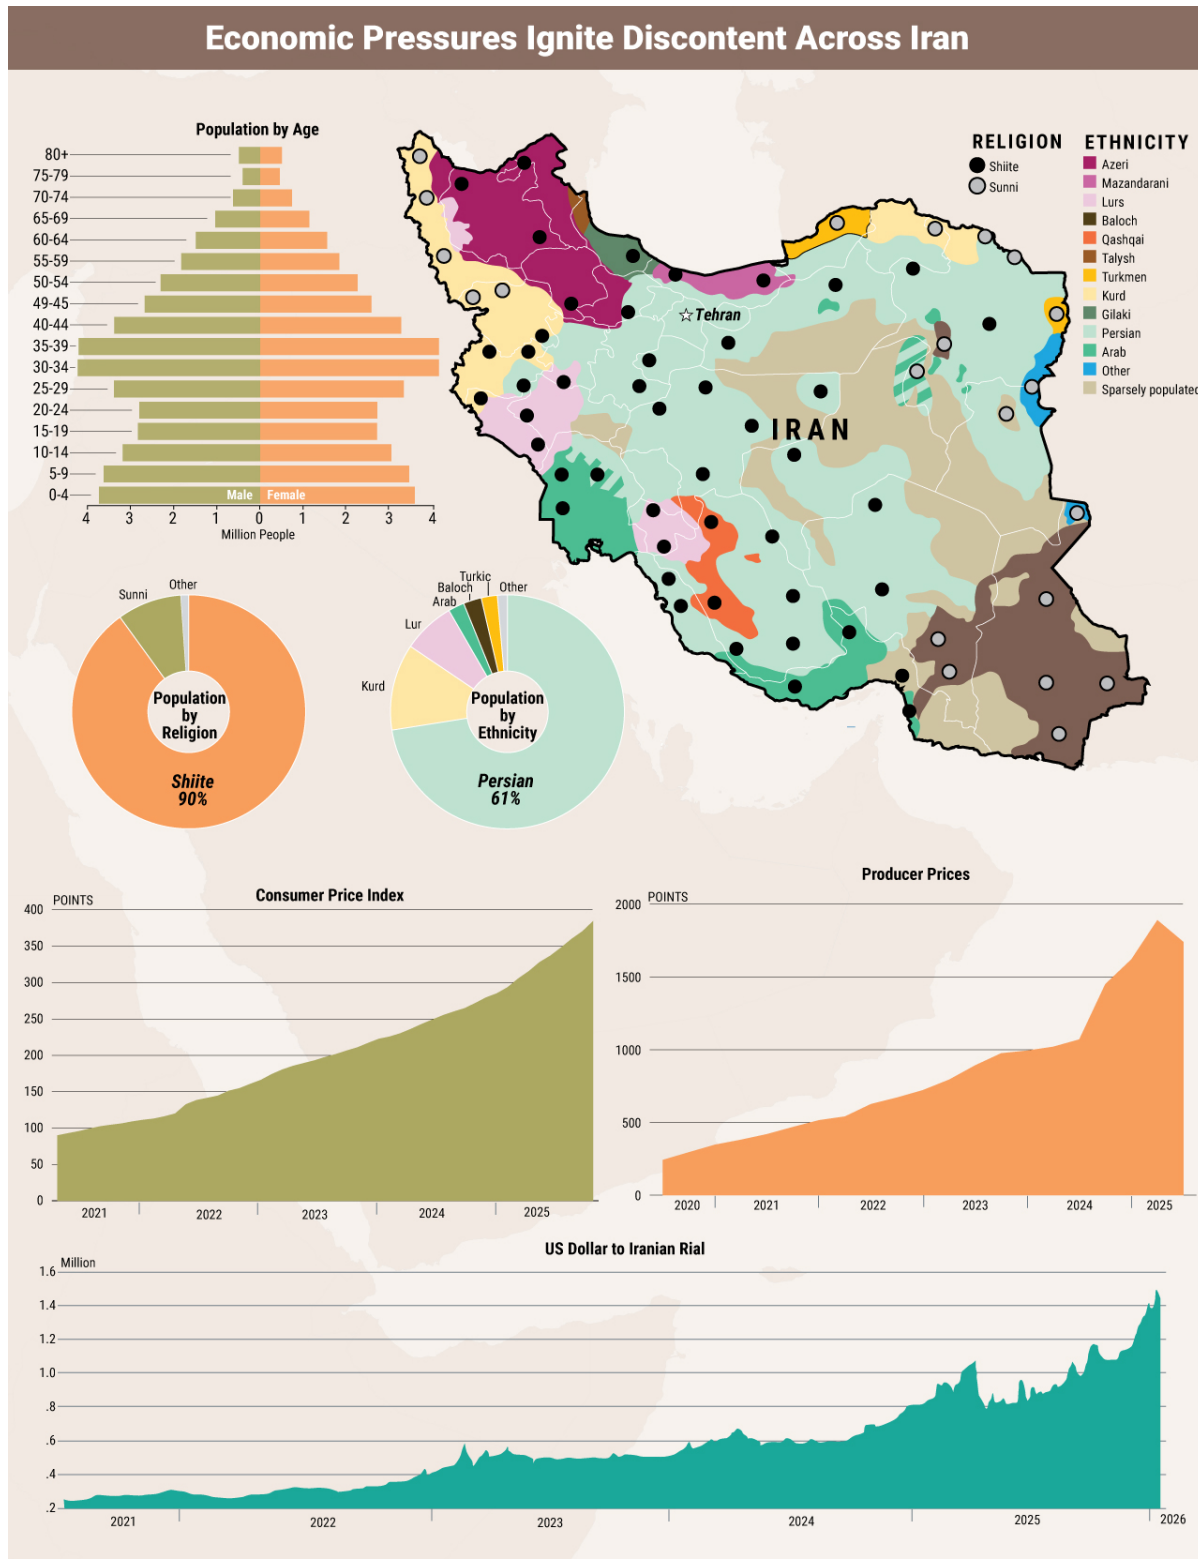 Economic Pressures Ignite Discontent Across Iran
Population by Age
80+
75-79
70-74
65-69
60-64
55-59
50-54
49-45
40-44
35-39
30-34
25-29
20-24
15-19
10-14
5-9
0-4
Male Female
4 3 2 1 0 1 2 3 4
Million People
RELIGION
Shiite
Sunni
ETHNICITY
Azeri
Mazandarani
Lurs
Baloch
Qashqai
Talysh
Turkmen
Kurd
Gilaki
Persian
Arab
Other
Sparsely populated
Tehran
IRAN
Sunni
Other
Population
by
Religion
Shiite
90%
Kurd
Lur
Arab
Baloch
Turkic
Other
Population
by
Ethnicity
Persian
61%
Consumer Price Index
POINTS
400
350
300
250
200
150
100
50
0
2021 2022 2023 2024 2025
Producer Prices
POINTS
2000
1500
1000
500
0
2020 2021 2022 2023 2024 2025
US Dollar to Iranian Rial
Million
1.6
1.4
1.2
1.0
.8
.6
.4
.2
2021 2022 2023 2024 2025 2026